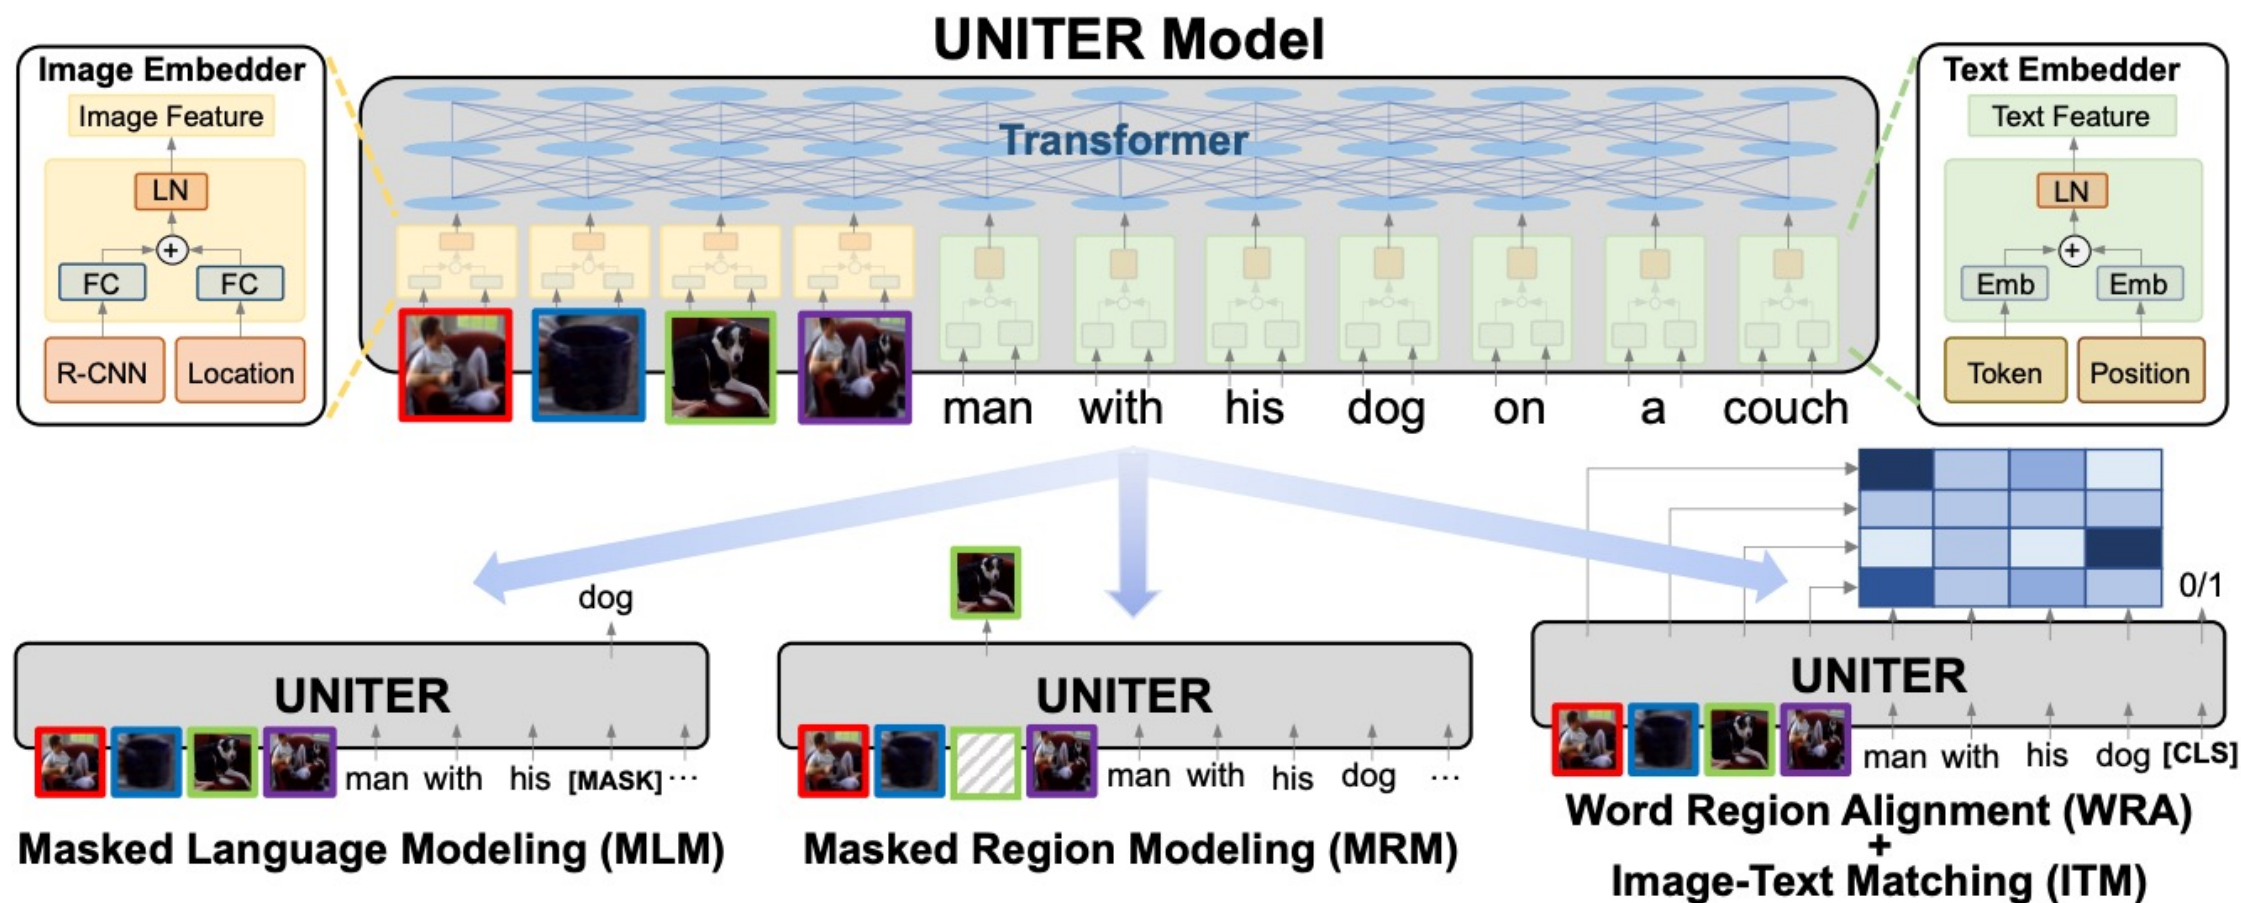 UNITER Model
Image Embedder
Image Feature
LN
+
FC
FC
R-CNN
Location
Transformer
man with his dog on a couch
Text Embedder
Text Feature
LN
+
Emb
Emb
Token
Position
dog
UNITER
man with his [MASK] ...
Masked Language Modeling (MLM)
UNITER
man with his dog ...
Masked Region Modeling (MRM)
0/1
UNITER
man with his dog [CLS]
Word Region Alignment (WRA)
+
Image-Text Matching (ITM)